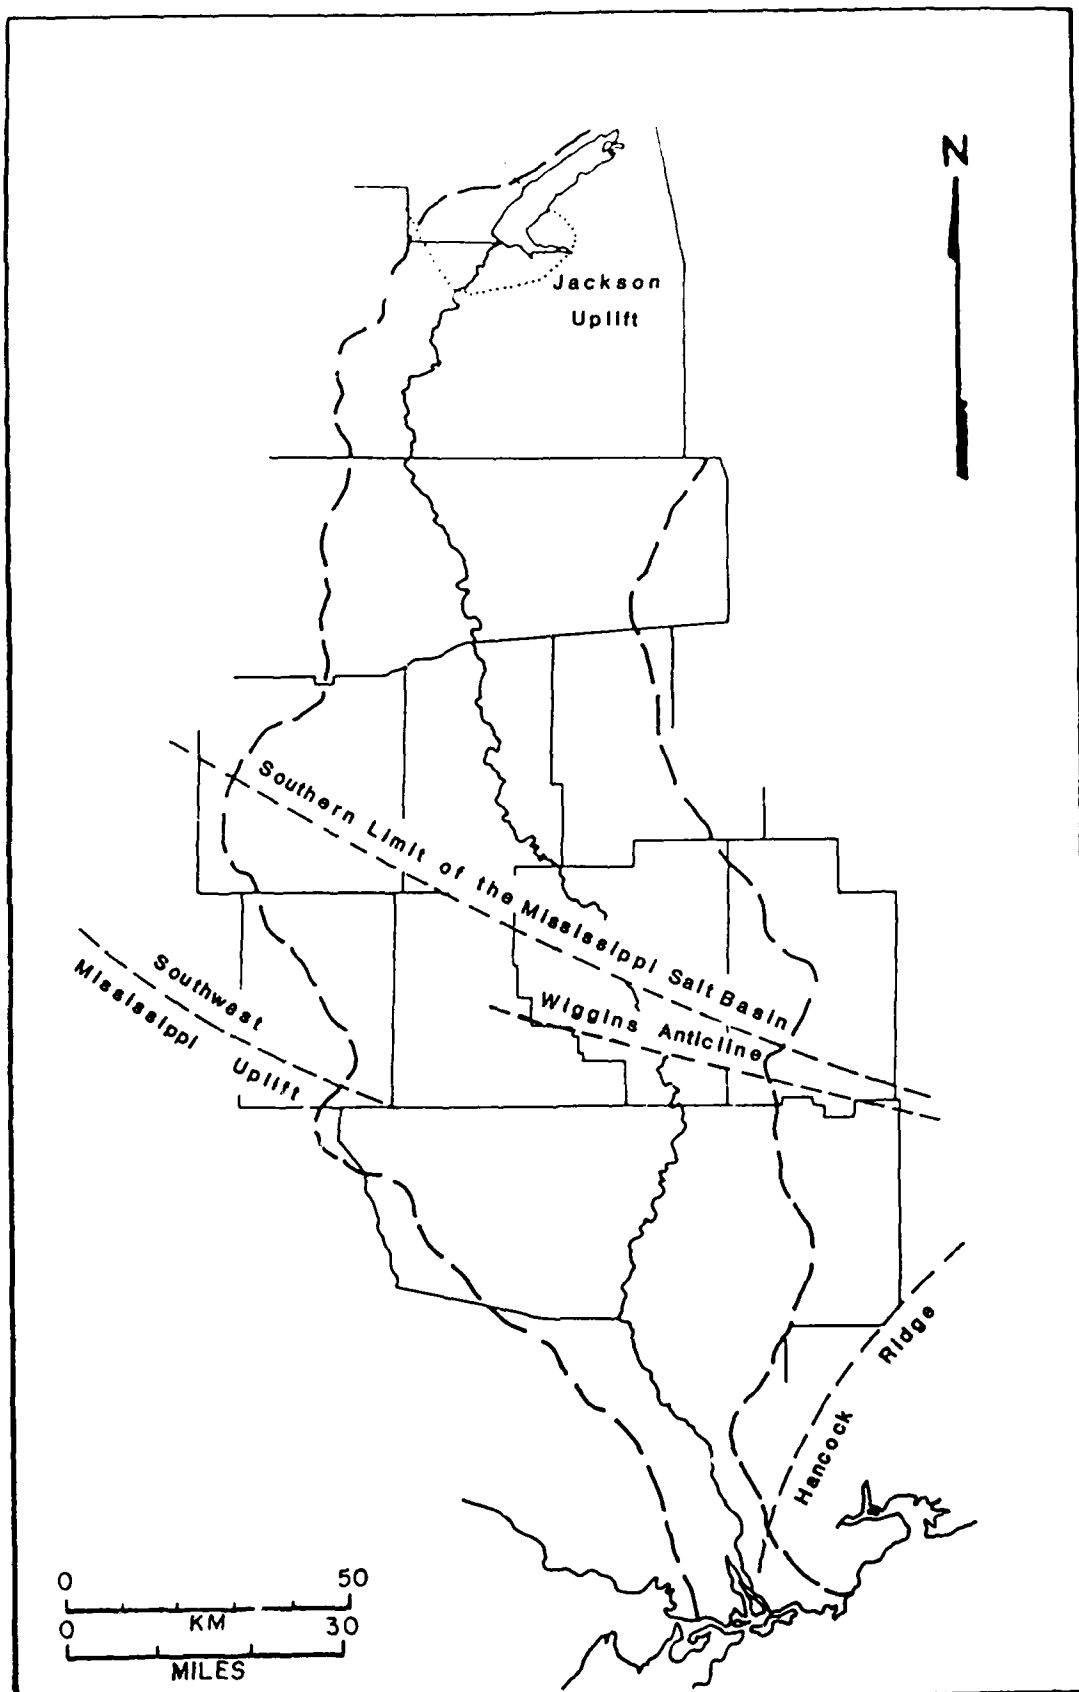 N
Jackson
Uplift
Southern Limit of the Mississippi Salt Basin
Southwest
Mississippi Uplift
Wiggins Anticline
Hancock Ridge
0 50
KM
0 30
MILES